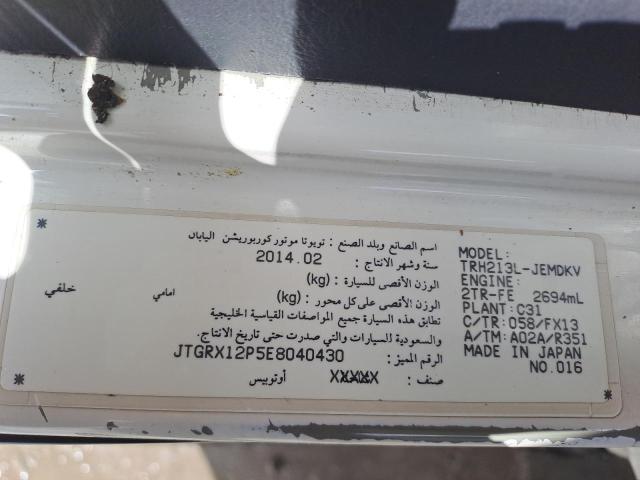 اسم الصانع وبلد الصنع : تويوتا موتور كوربوريشن اليابان
سنة وشهر الانتاج : 2014.02
الوزن الأقصى للسيارة : (kg)
الوزن الأقصى على كل محور : (kg) امامي خلفي
تطابق هذه السيارة جميع المواصفات القياسية الخليجية
والسعودية للسيارات والتي صدرت حتى تاريخ الانتاج.
الرقم المميز : JTGRX12P5E8040430
صنف : XXXXX أوتوبيس
MODEL:
TRH213L-JEMDKV
ENGINE:
2TR-FE 2694mL
PLANT: C31
C/TR: 058/FX13
A/TM: A02A/R351
MADE IN JAPAN
NO.016